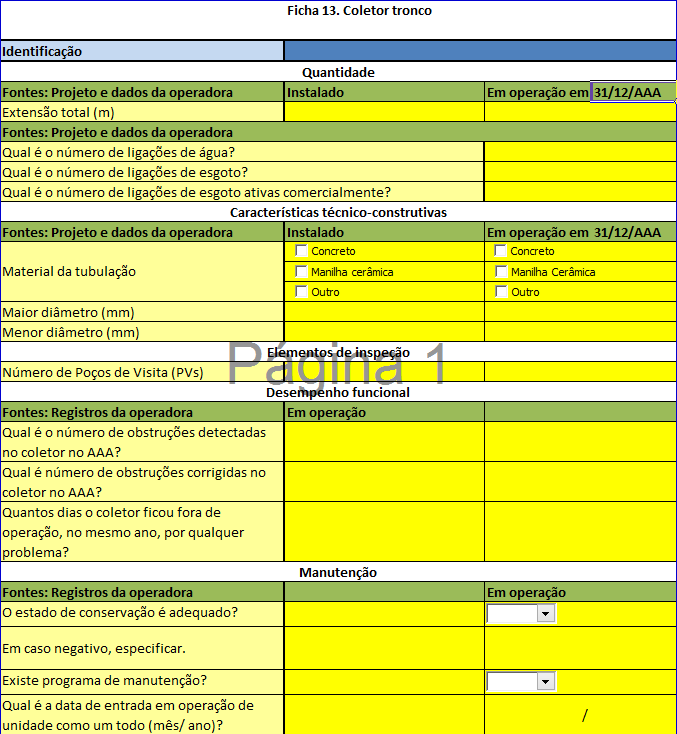 Ficha 13. Coletor tronco
Identificação
Quantidade
Fontes: Projeto e dados da operadora Instalado Em operação em 31/12/AAA
Extensão total (m)
Fontes: Projeto e dados da operadora
Qual é o número de ligações de água?
Qual é o número de ligações de esgoto?
Qual é o número de ligações de esgoto ativas comercialmente?
Características técnico-construtivas
Fontes: Projeto e dados da operadora Instalado Em operação em 31/12/AAA
Material da tubulação
Concreto Concreto
Manilha cerâmica Manilha Cerâmica
Outro Outro
Maior diâmetro (mm)
Menor diâmetro (mm)
Elementos de inspeção
Página 1
Número de Poços de Visita (PVs)
Desempenho funcional
Fontes: Registros da operadora Em operação
Qual é o número de obstruções detectadas
no coletor no AAA?
Qual é número de obstruções corrigidas no
coletor no AAA?
Quantos dias o coletor ficou fora de
operação, no mesmo ano, por qualquer
problema?
Manutenção
Fontes: Registros da operadora Em operação
O estado de conservação é adequado?
Em caso negativo, especificar.
Existe programa de manutenção?
Qual é a data de entrada em operação de
unidade como um todo (mês/ ano)? /